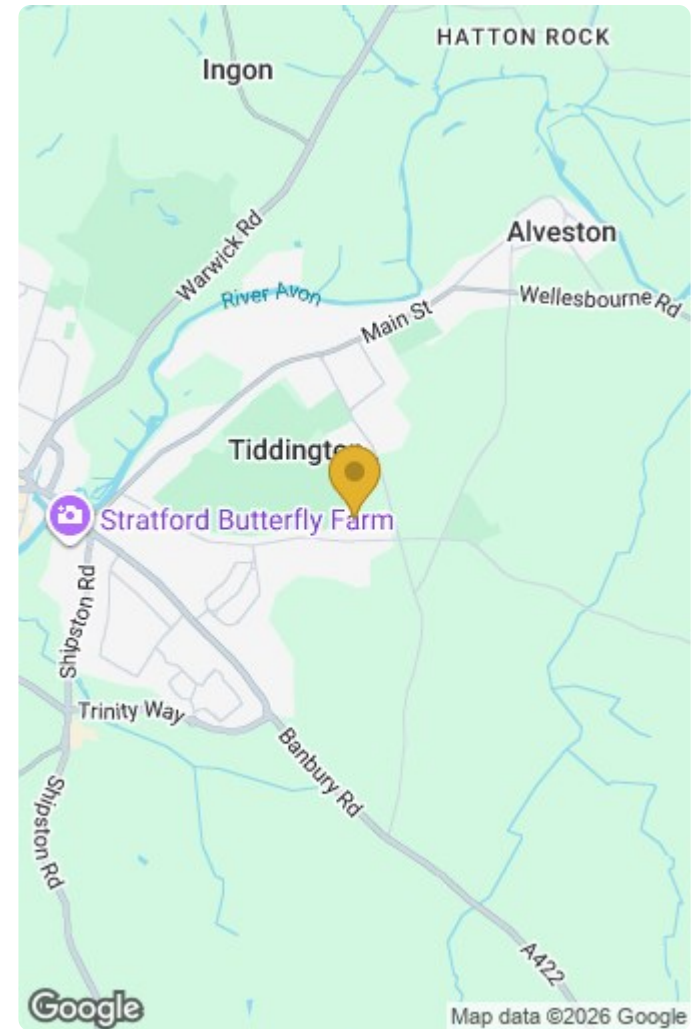 HATTON ROCK
Ingon
Alveston
Warwick Rd
River Avon
Wellesbourne Rd
Main St
Tiddington
Stratford Butterfly Farm
Shipston Rd
Trinity Way
Banbury Rd
Shipston Rd
A422
Google
Map data ©2026 Google